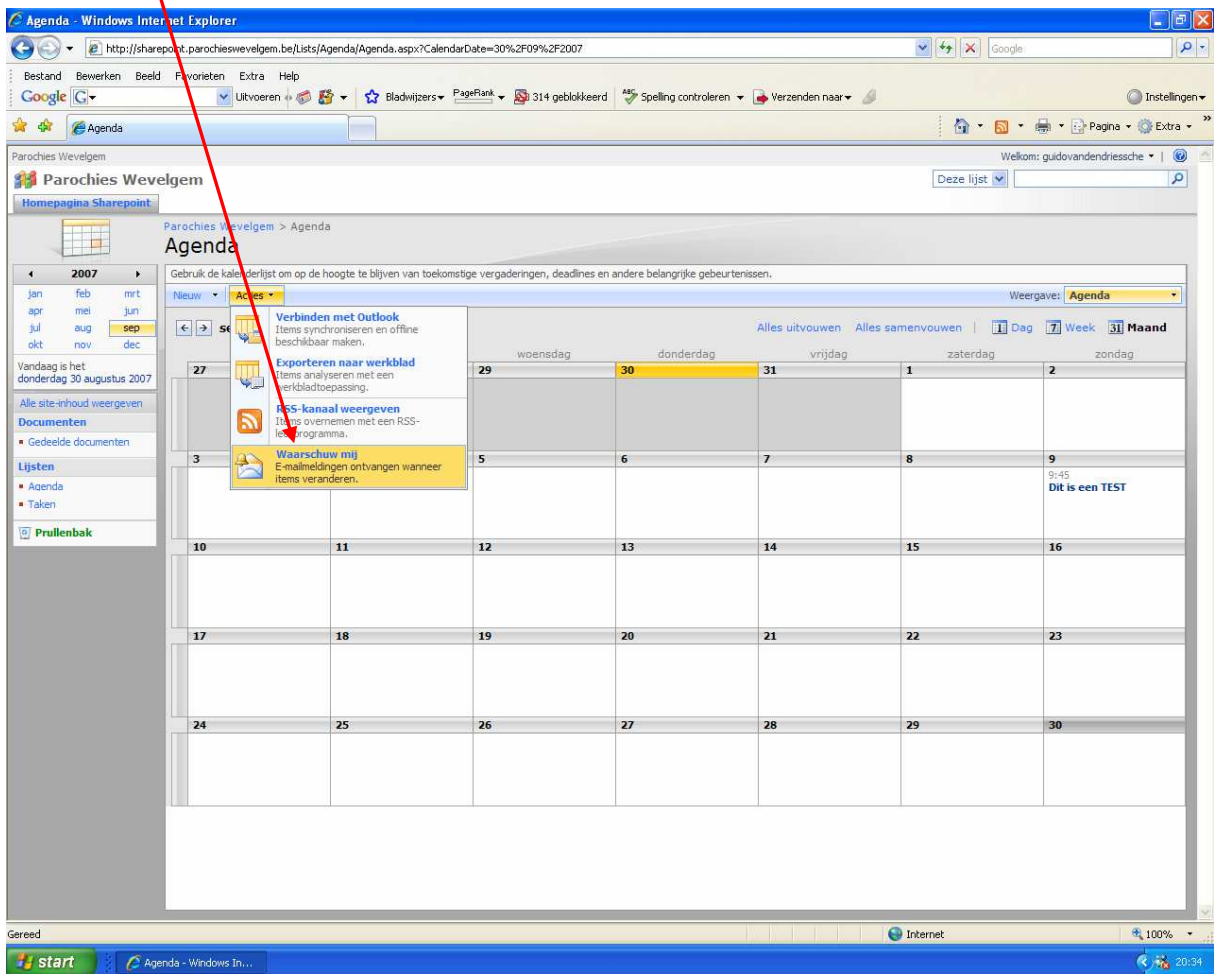 Agenda - Windows Internet Explorer
http://sharepoint.parochieswevelgem.be/Lists/Agenda/Agenda.aspx?CalendarDate=30%2F09%2F2007
Google
Bestand Bewerken Beeld Favorieten Extra Help
Google G Uitvoeren Bladwijzers PageRank 314 geblokkeerd ABC Spelling controleren Verzenden naar Instellingen
Agenda Pagina Extra »
Parochies Wevelgem Welkom: guidovandendriessche
Parochies Wevelgem Deze lijst
Homepagina Sharepoint
Parochies Wevelgem > Agenda
Agenda
2007
Gebruik de kalenderlijst om op de hoogte te blijven van toekomstige vergaderingen, deadlines en andere belangrijke gebeurtenissen.
jan feb mrt
apr mei jun
jul aug sep
okt nov dec
Vandaag is het
donderdag 30 augustus 2007
Alle site-inhoud weergeven
Documenten
Gedeelde documenten
Lijsten
Agenda
Taken
Prullenbak
Nieuw Acties Weergave: Agenda
Verbinden met Outlook
Items synchroniseren en offline
beschikbaar maken.
Exporteren naar werkblad
Items analyseren met een
werkbladtoepassing.
RSS-kanaal weergeven
Items overnemen met een RSS-
leesprogramma.
Waarschuw mij
E-mailmeldingen ontvangen wanneer
items veranderen.
se Alles uitvouwen Alles samenvouwen | 1 Dag 7 Week 31 Maand
woensdag donderdag vrijdag zaterdag zondag
27 29 30 31 1 2
3 5 6 7 8 9
9:45
Dit is een TEST
10 11 12 13 14 15 16
17 18 19 20 21 22 23
24 25 26 27 28 29 30
Gereed Internet 100%
start Agenda - Windows In... 20:34